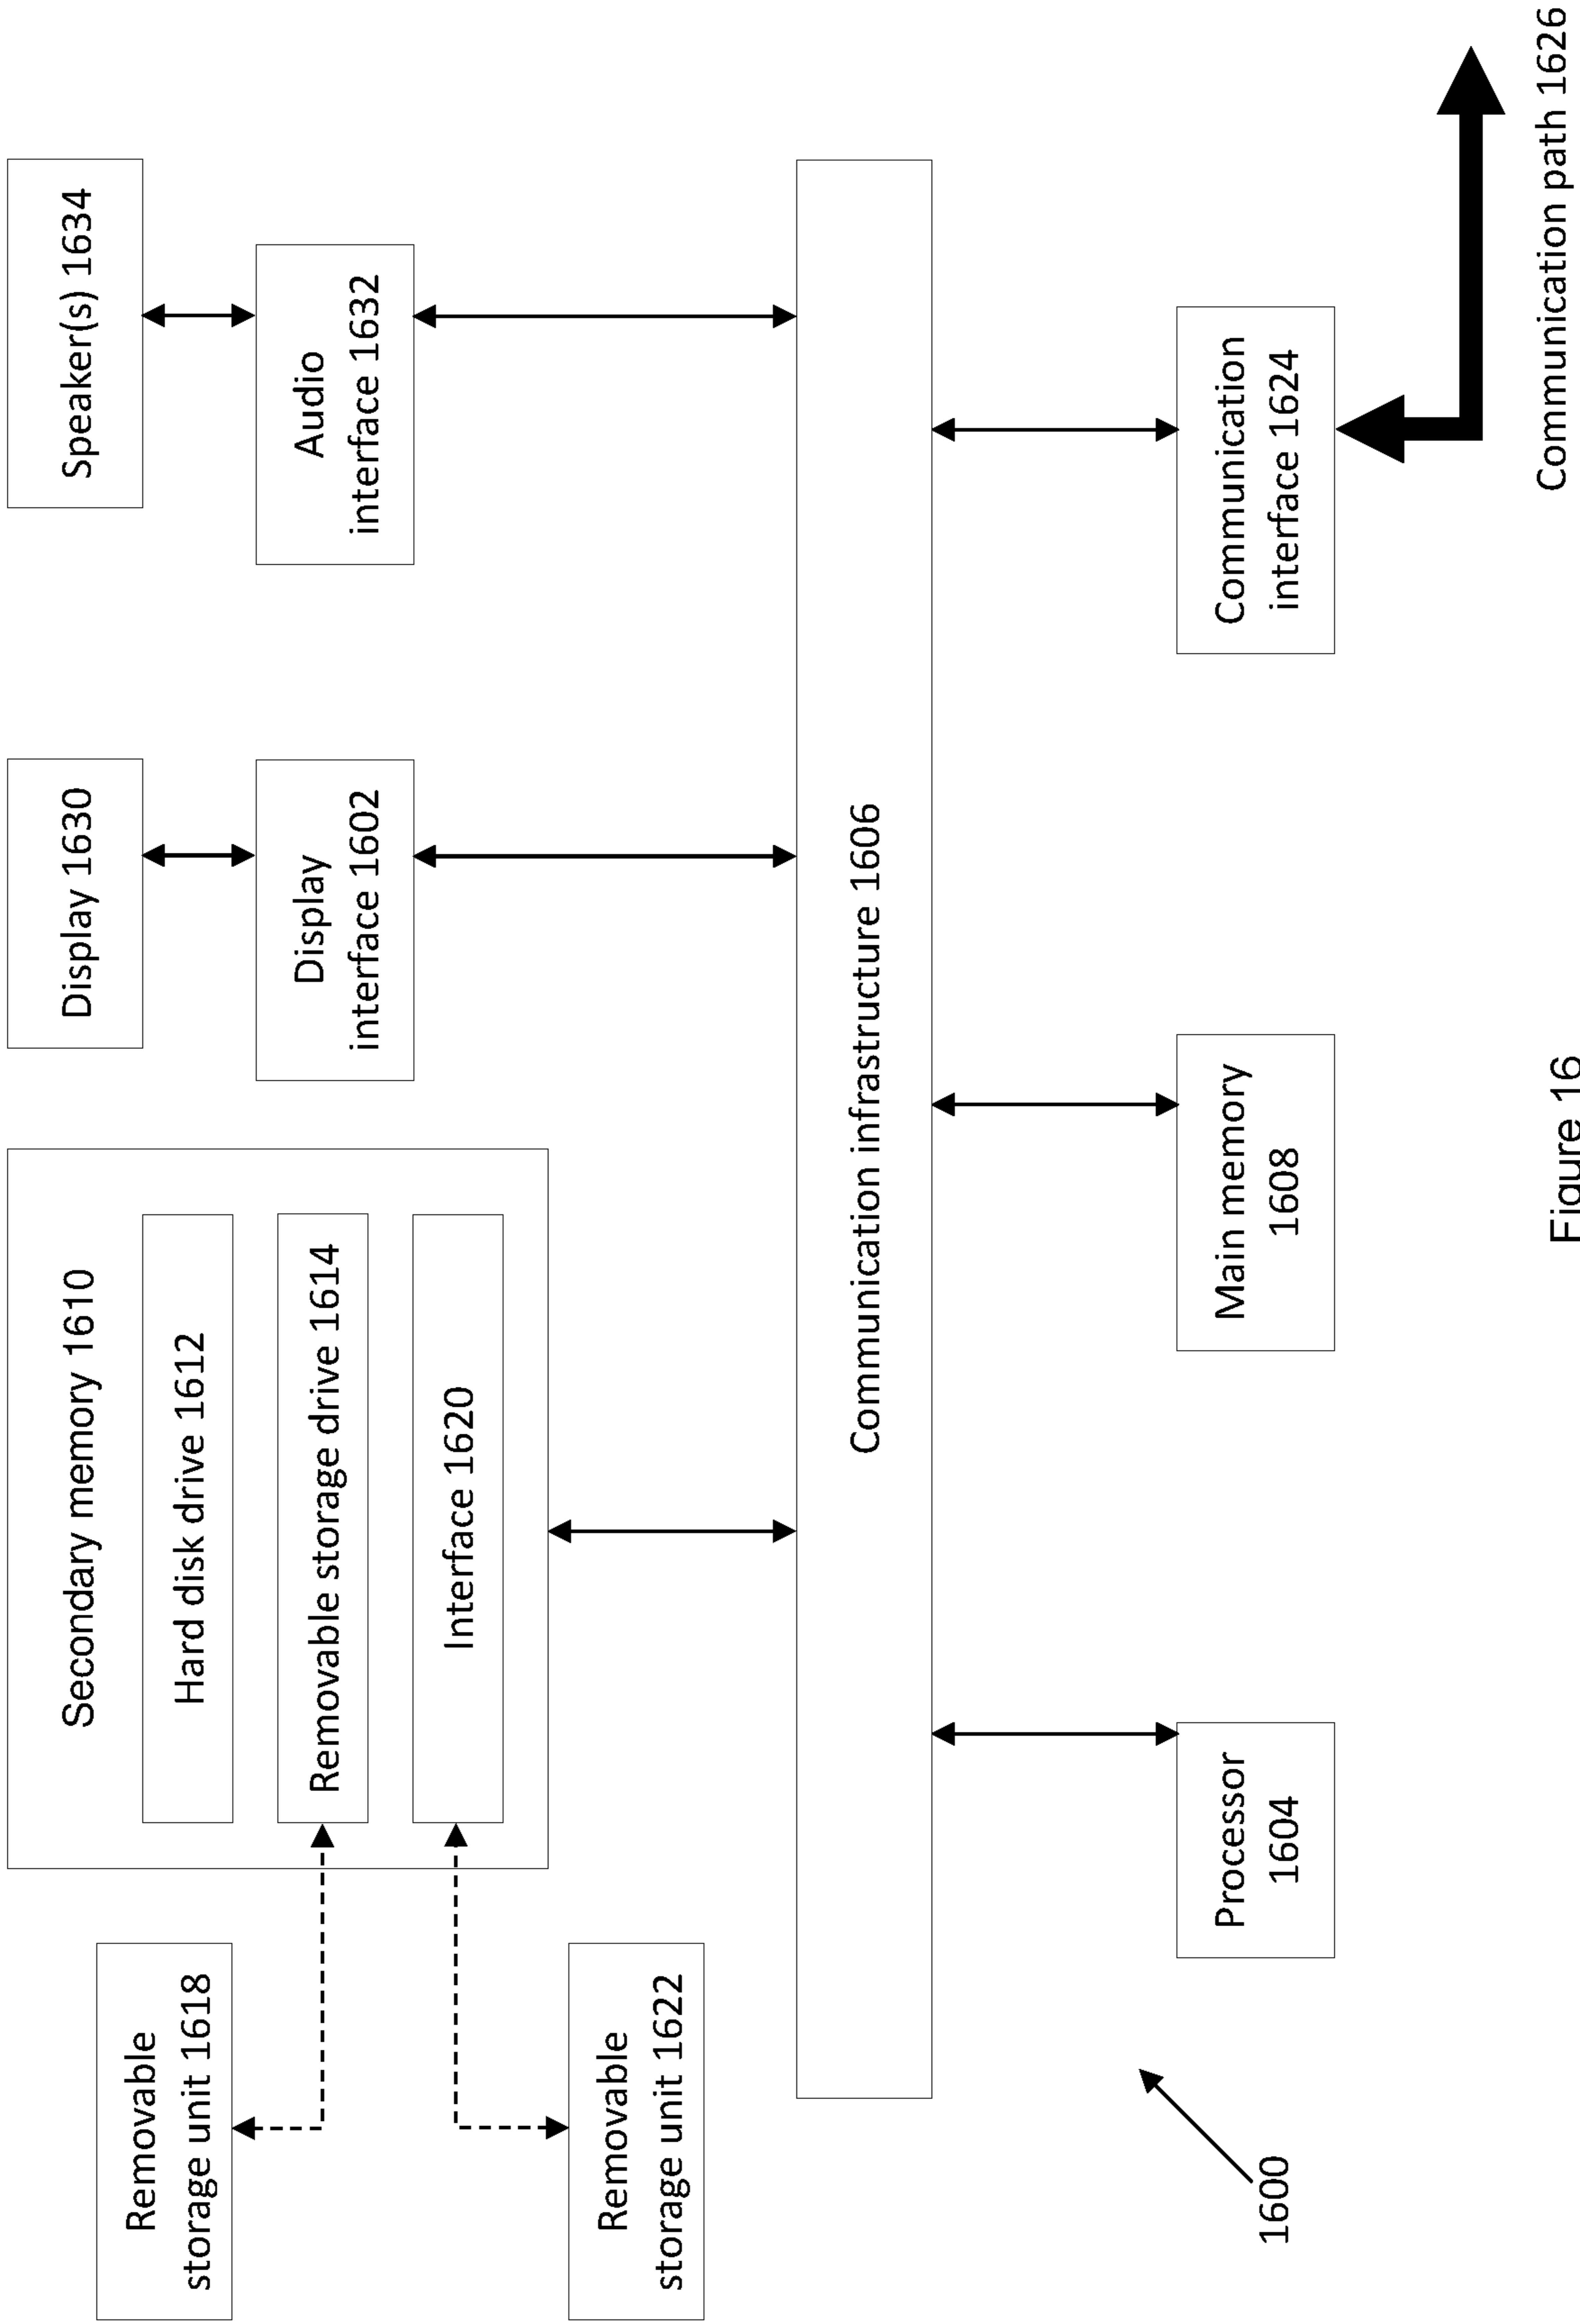 Removable
storage unit 1618
Removable
storage unit 1622
Secondary memory 1610
Hard disk drive 1612
Removable storage drive 1614
Interface 1620
Display 1630
Display
interface 1602
Speaker(s) 1634
Audio
interface 1632
Communication infrastructure 1606
Processor
1604
Main memory
1608
Communication
interface 1624
Communication path 1626
1600
Figure 16